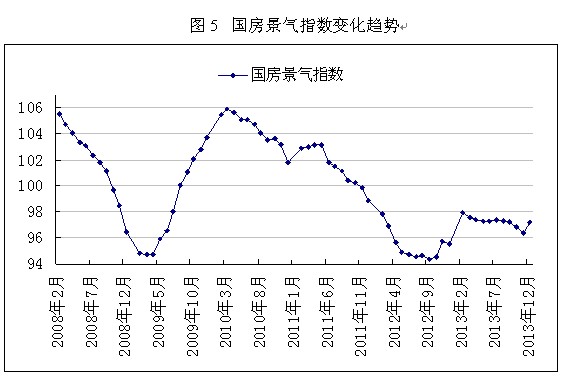 图 5 国房景气指数变化趋势↵
国房景气指数
106
104
102
100
98
96
94
2008年2月
2008年7月
2008年12月
2009年5月
2009年10月
2010年3月
2010年8月
2011年1月
2011年6月
2011年11月
2012年4月
2012年9月
2013年2月
2013年7月
2013年12月